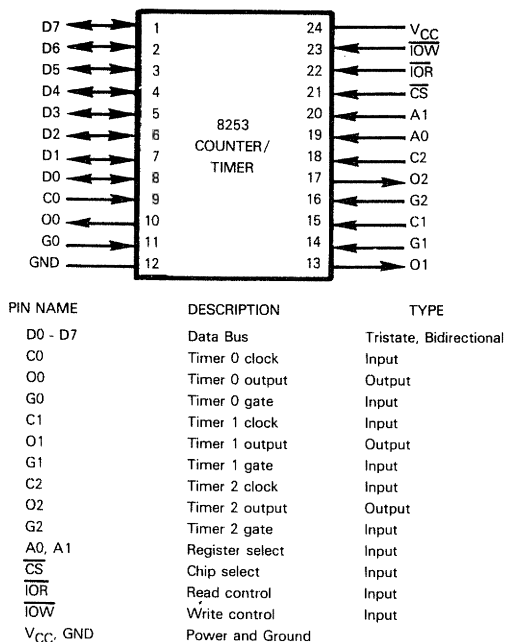 D7 1 24 VCC
D6 2 23 IOW
D5 3 22 IOR
D4 4 21 CS
D3 5 20 A1
D2 6 19 A0
D1 7 18 C2
D0 8 17 O2
C0 9 16 G2
O0 10 15 C1
G0 11 14 G1
GND 12 13 O1
8253
COUNTER/
TIMER
PIN NAME DESCRIPTION TYPE
D0 - D7 Data Bus Tristate, Bidirectional
C0 Timer 0 clock Input
O0 Timer 0 output Output
G0 Timer 0 gate Input
C1 Timer 1 clock Input
O1 Timer 1 output Output
G1 Timer 1 gate Input
C2 Timer 2 clock Input
O2 Timer 2 output Output
G2 Timer 2 gate Input
A0, A1 Register select Input
CS Chip select Input
IOR Read control Input
IOW Write control Input
VCC, GND Power and Ground